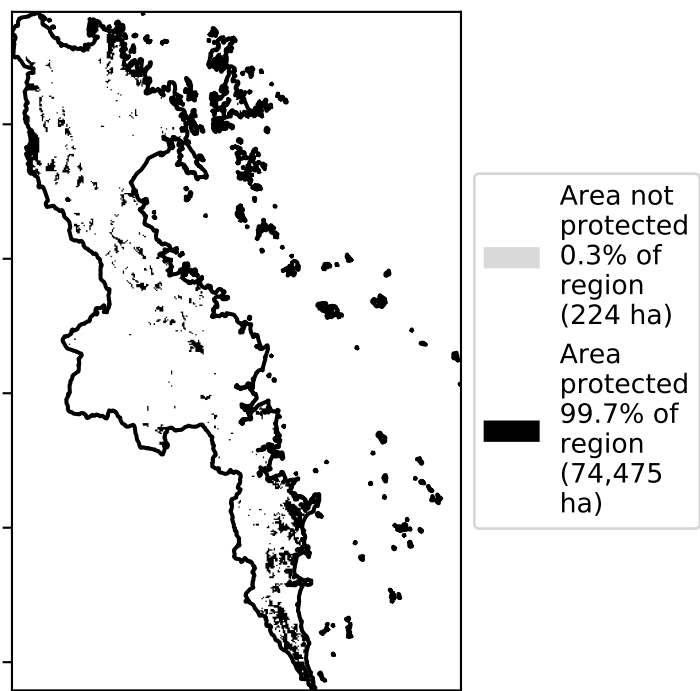 Area not
protected
0.3% of
region
(224 ha)
Area
protected
99.7% of
region
(74,475
ha)